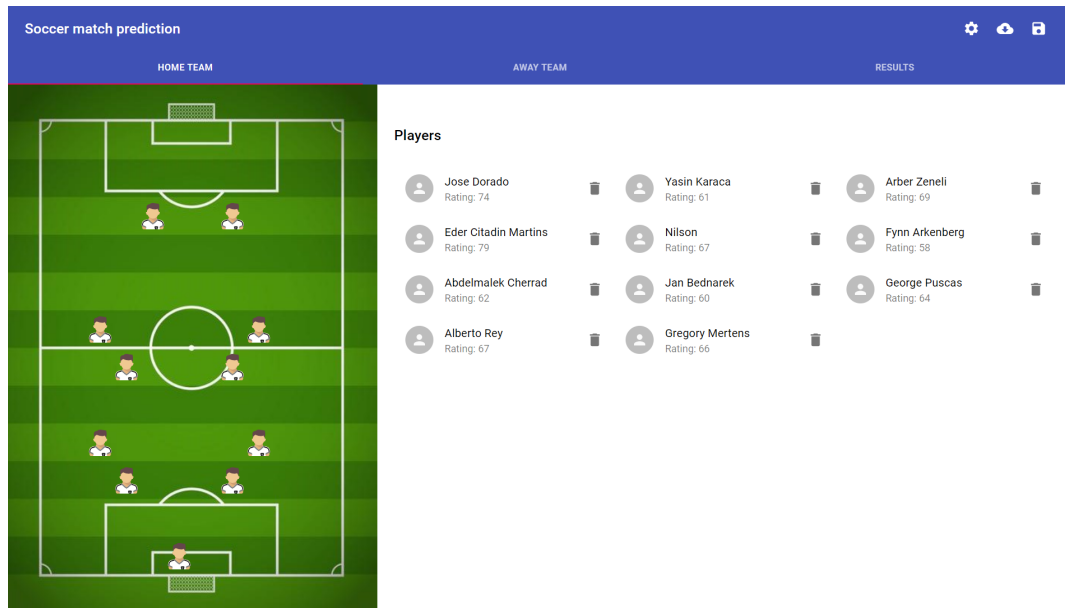 Soccer match prediction
HOME TEAM
AWAY TEAM
RESULTS
Players
Jose Dorado
Rating: 74
Yasin Karaca
Rating: 61
Arber Zeneli
Rating: 69
Eder Citadin Martins
Rating: 79
Nilson
Rating: 67
Fynn Arkenberg
Rating: 58
Abdelmalek Cherrad
Rating: 62
Jan Bednarek
Rating: 60
George Puscas
Rating: 64
Alberto Rey
Rating: 67
Gregory Mertens
Rating: 66